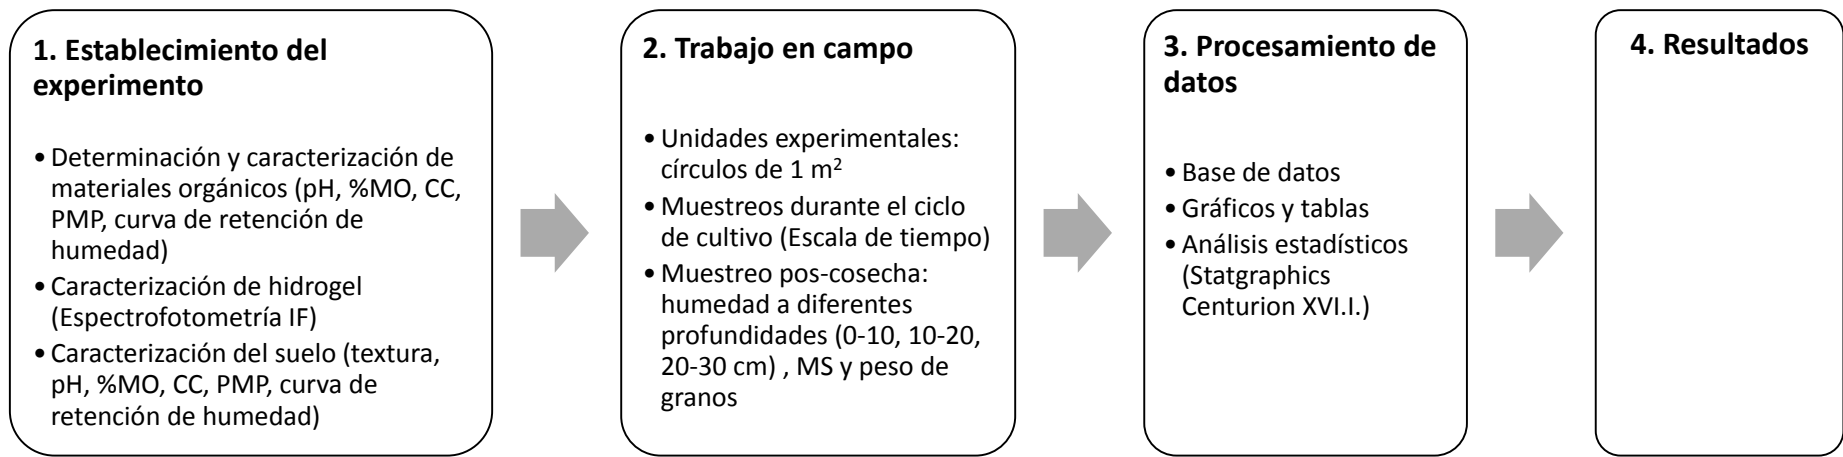 1. Establecimiento del
experimento
• Determinación y caracterización de
materiales orgánicos (pH, %MO, CC,
PMP, curva de retención de
humedad)
• Caracterización de hidrogel
(Espectrofotometría IF)
• Caracterización del suelo (textura,
pH, %MO, CC, PMP, curva de
retención de humedad)
2. Trabajo en campo
• Unidades experimentales:
círculos de 1 m²
• Muestreos durante el ciclo
de cultivo (Escala de tiempo)
• Muestreo pos-cosecha:
humedad a diferentes
profundidades (0-10, 10-20,
20-30 cm) , MS y peso de
granos
3. Procesamiento de
datos
• Base de datos
• Gráficos y tablas
• Análisis estadísticos
(Statgraphics
Centurion XVI.I.)
4. Resultados